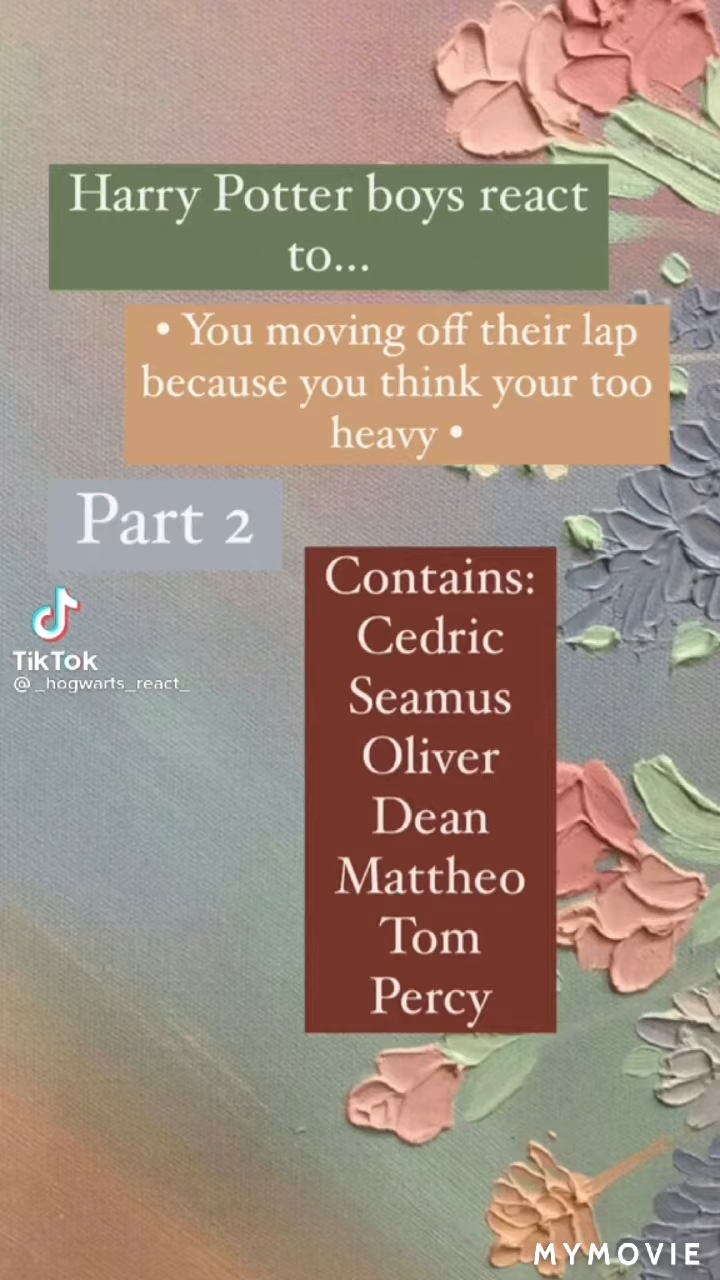 Harry Potter boys react
to...
• You moving off their lap
because you think your too
heavy •
Part 2
Contains:
Cedric
Seamus
Oliver
Dean
Mattheo
Tom
Percy
TikTok
@_hogwarts_react_
MYMOVIE